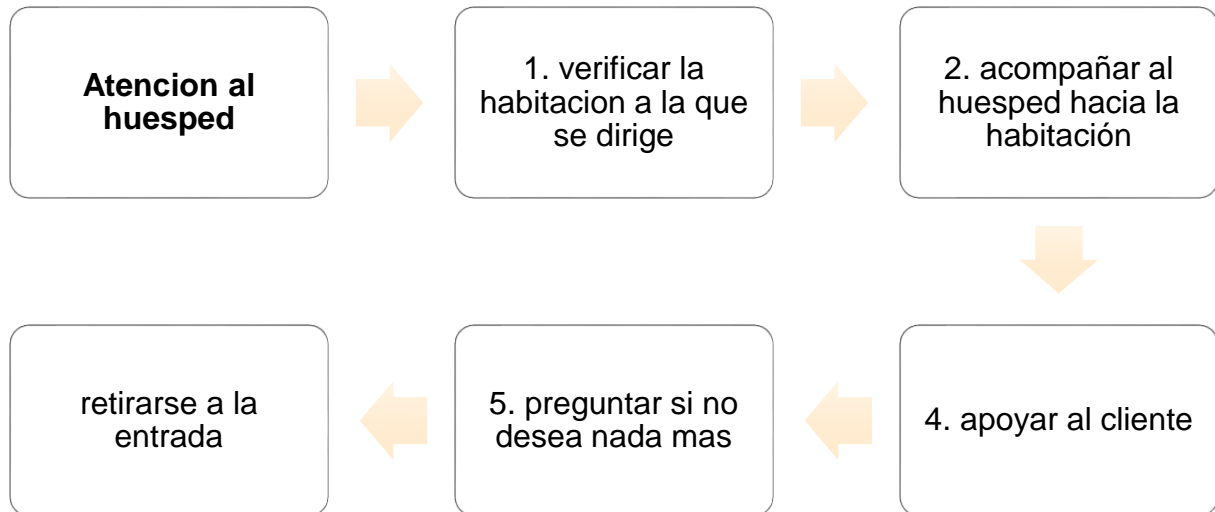 Atencion al
huesped
1. verificar la
habitacion a la que
se dirige
2. acompañar al
huesped hacia la
habitación
4. apoyar al cliente
5. preguntar si no
desea nada mas
retirarse a la
entrada